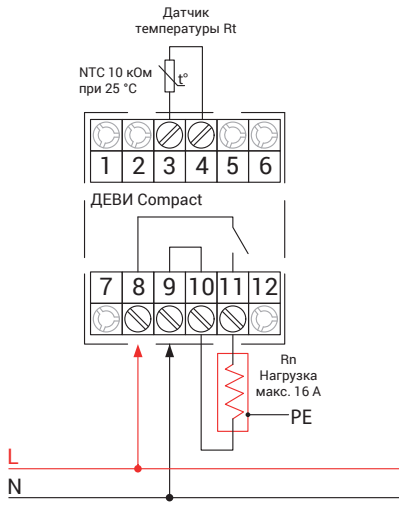 Датчик
температуры Rt
NTC 10 кОм
при 25 °C
t°
1 2 3 4 5 6
ДЕВИ Compact
7 8 9 10 11 12
Rn
Нагрузка
макс. 16 А
PE
L
N